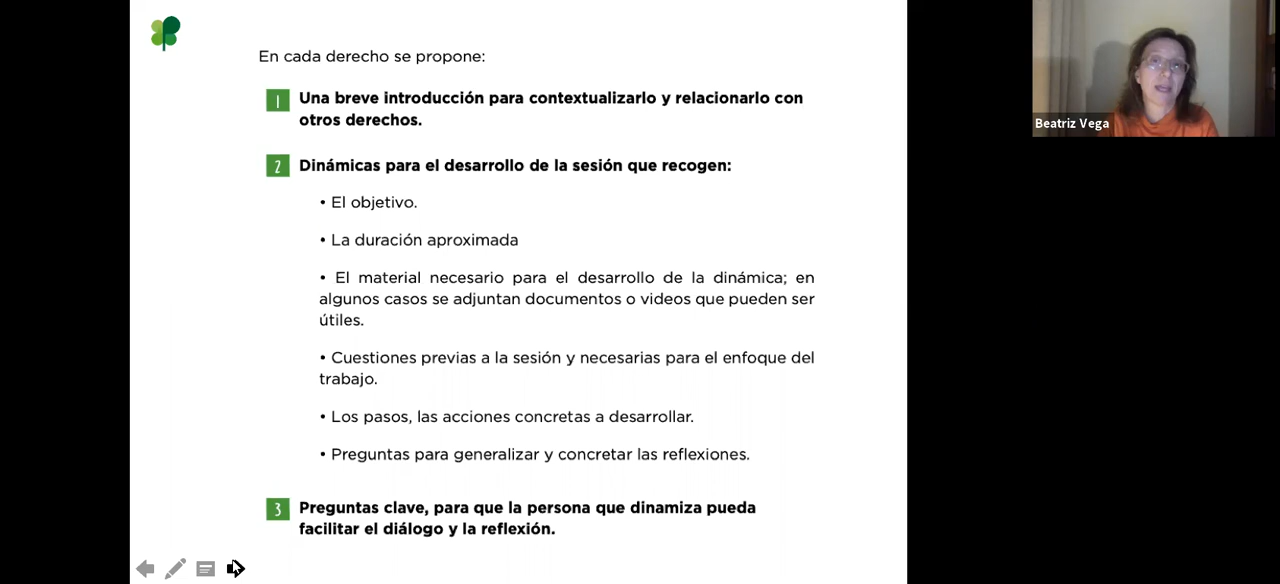 En cada derecho se propone:
1 Una breve introducción para contextualizarlo y relacionarlo con
otros derechos.
2 Dinámicas para el desarrollo de la sesión que recogen:
• El objetivo.
• La duración aproximada
• El material necesario para el desarrollo de la dinámica; en
algunos casos se adjuntan documentos o videos que pueden ser
útiles.
• Cuestiones previas a la sesión y necesarias para el enfoque del
trabajo.
• Los pasos, las acciones concretas a desarrollar.
• Preguntas para generalizar y concretar las reflexiones.
3 Preguntas clave, para que la persona que dinamiza pueda
facilitar el diálogo y la reflexión.
Beatriz Vega